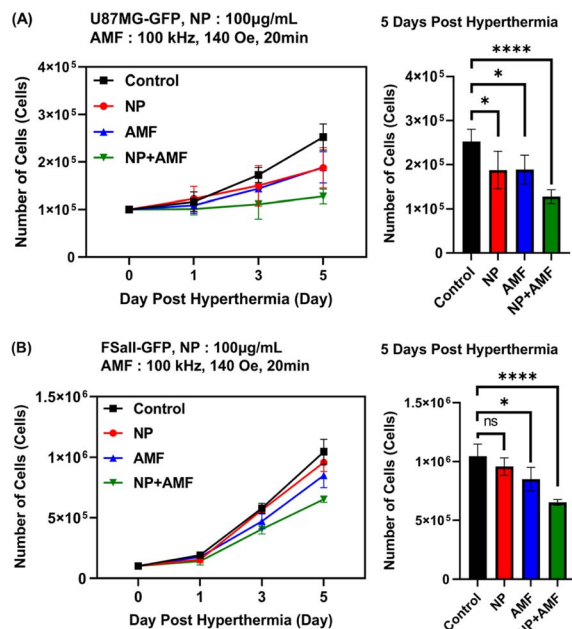 (A)
U87MG-GFP, NP : 100μg/mL
AMF : 100 kHz, 140 Oe, 20min
Number of Cells (Cells)
4×10⁵
3×10⁵
2×10⁵
1×10⁵
0
Control
NP
AMF
NP+AMF
0 1 3 5
Day Post Hyperthermia (Day)
5 Days Post Hyperthermia
Number of Cells (Cells)
4×10⁵
3×10⁵
2×10⁵
1×10⁵
0
****
*
*
Control
NP
AMF
NP+AMF
(B)
FSaII-GFP, NP : 100μg/mL
AMF : 100 kHz, 140 Oe, 20min
Number of Cells (Cells)
1.5×10⁶
1×10⁶
5×10⁵
0
Control
NP
AMF
NP+AMF
0 1 3 5
Day Post Hyperthermia (Day)
5 Days Post Hyperthermia
Number of Cells (Cells)
1.5×10⁶
1×10⁶
5×10⁵
0
****
*
ns
Control
NP
AMF
NP+AMF